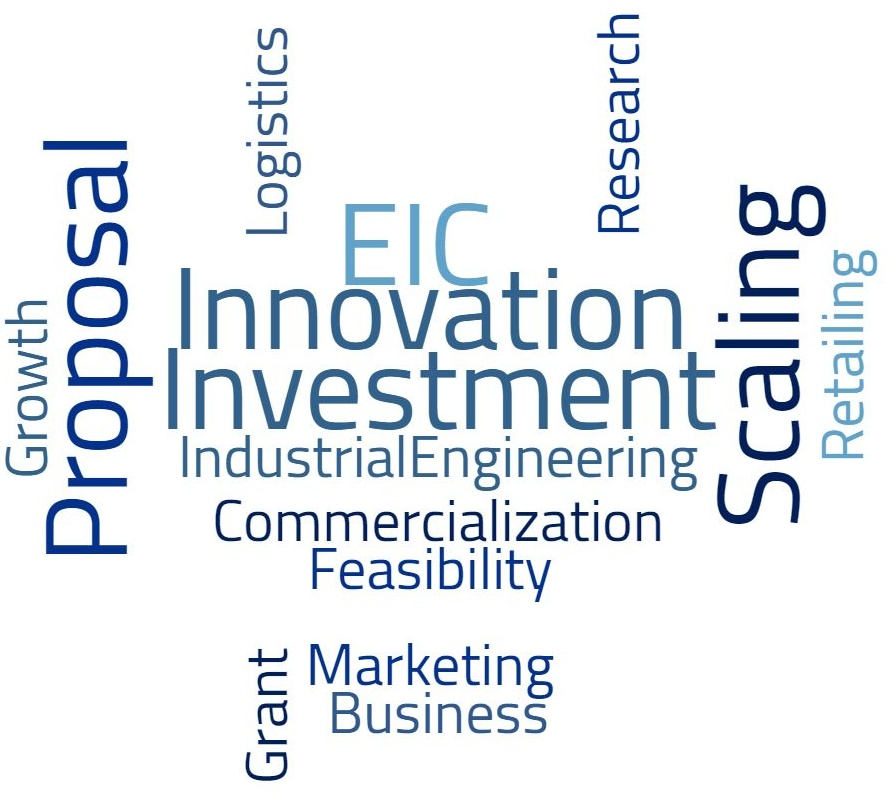 Logistics
Research
Proposal
Growth
EIC
Innovation
Investment
IndustrialEngineering
Commercialization
Feasibility
Scaling
Retailing
Grant
Marketing
Business